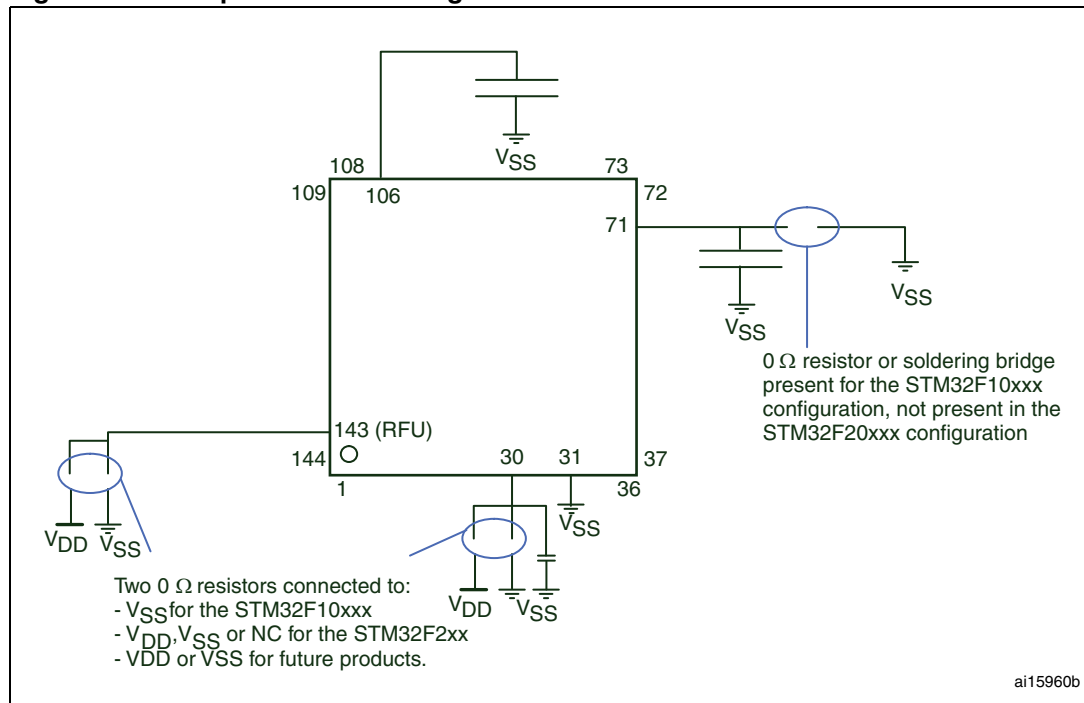 VSS
108
73
109
106
72
71
VSS
VSS
0 Ω resistor or soldering bridge
present for the STM32F10xxx
configuration, not present in the
STM32F20xxx configuration
143 (RFU)
144
30
31
37
1
36
VSS
VDD
VSS
VDD
VSS
Two 0 Ω resistors connected to:
- VSSfor the STM32F10xxx
- VDD,VSS or NC for the STM32F2xx
- VDD or VSS for future products.
ai15960b